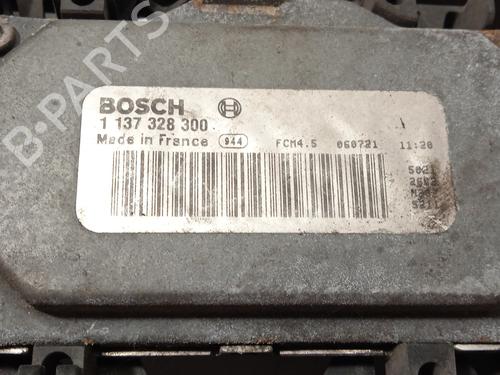 B-PARTS
BOSCH
1 137 328 300
Made in France 944 FCM4.5 060721 11:20